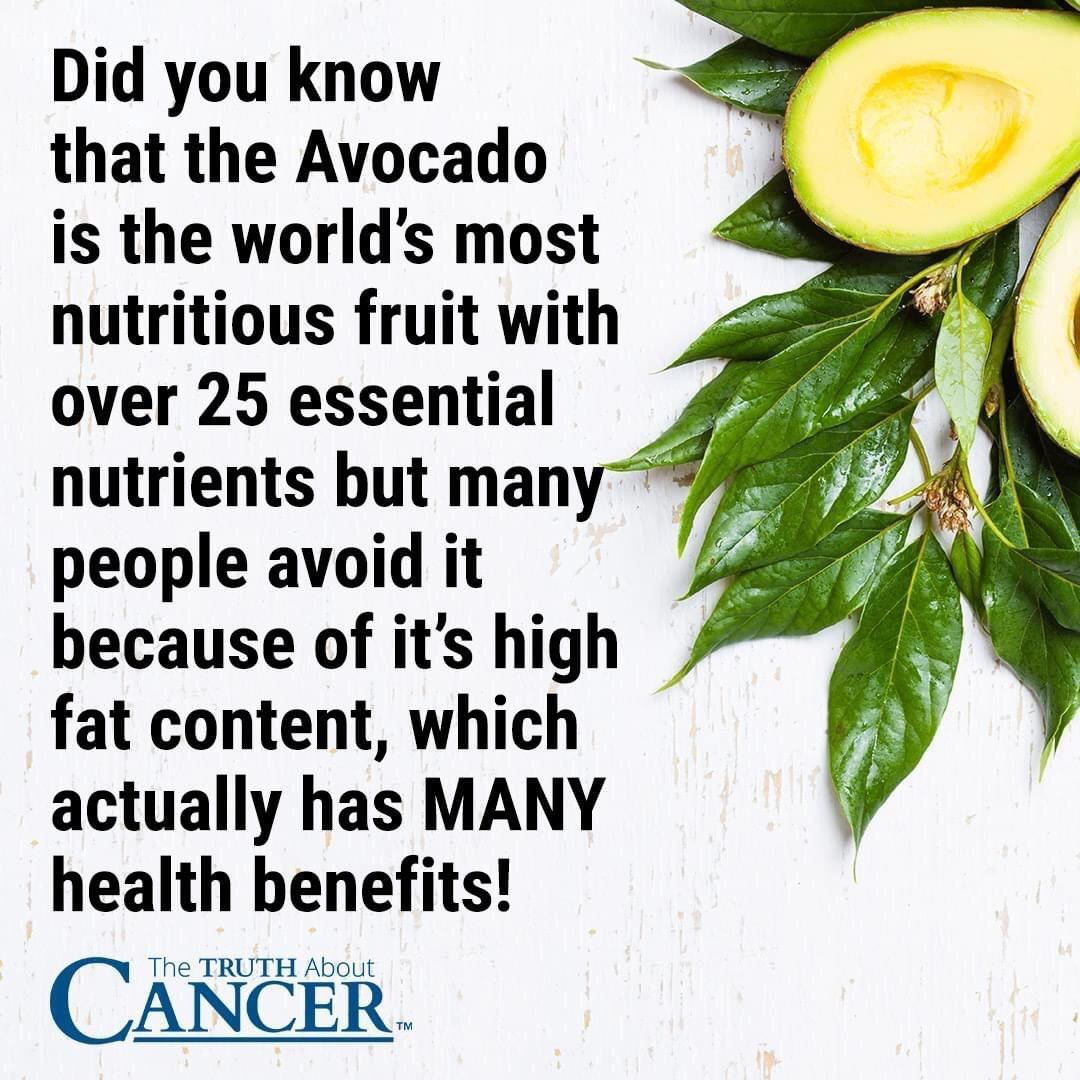 Did you know
that the Avocado
is the world’s most
nutritious fruit with
over 25 essential
nutrients but many
people avoid it
because of it’s high
fat content, which
actually has MANY
health benefits!
The TRUTH About
CANCER™